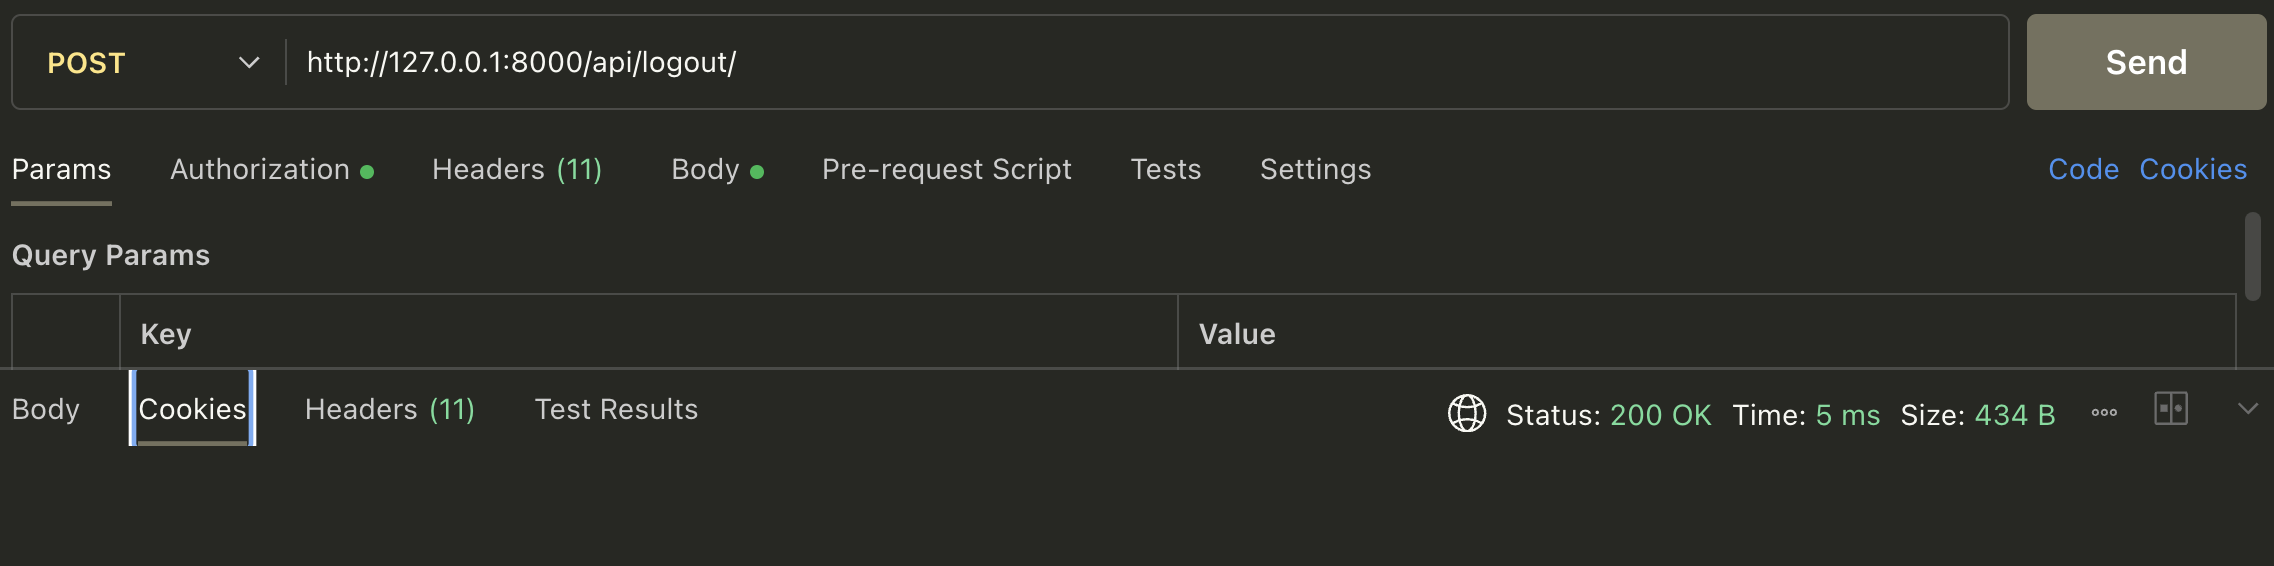 POST http://127.0.0.1:8000/api/logout/ Send
Params Authorization Headers (11) Body Pre-request Script Tests Settings Code Cookies
Query Params
Key Value
Body Cookies Headers (11) Test Results Status: 200 OK Time: 5 ms Size: 434 B